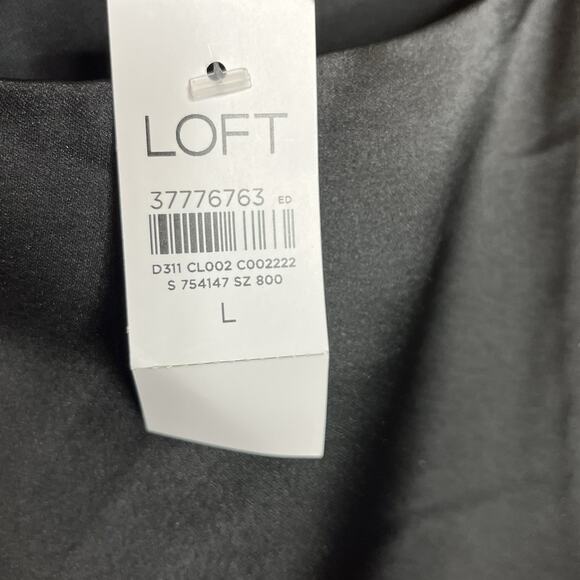 LOFT
37776763 ED
D311 CL002 C002222
S 754147 SZ 800
L